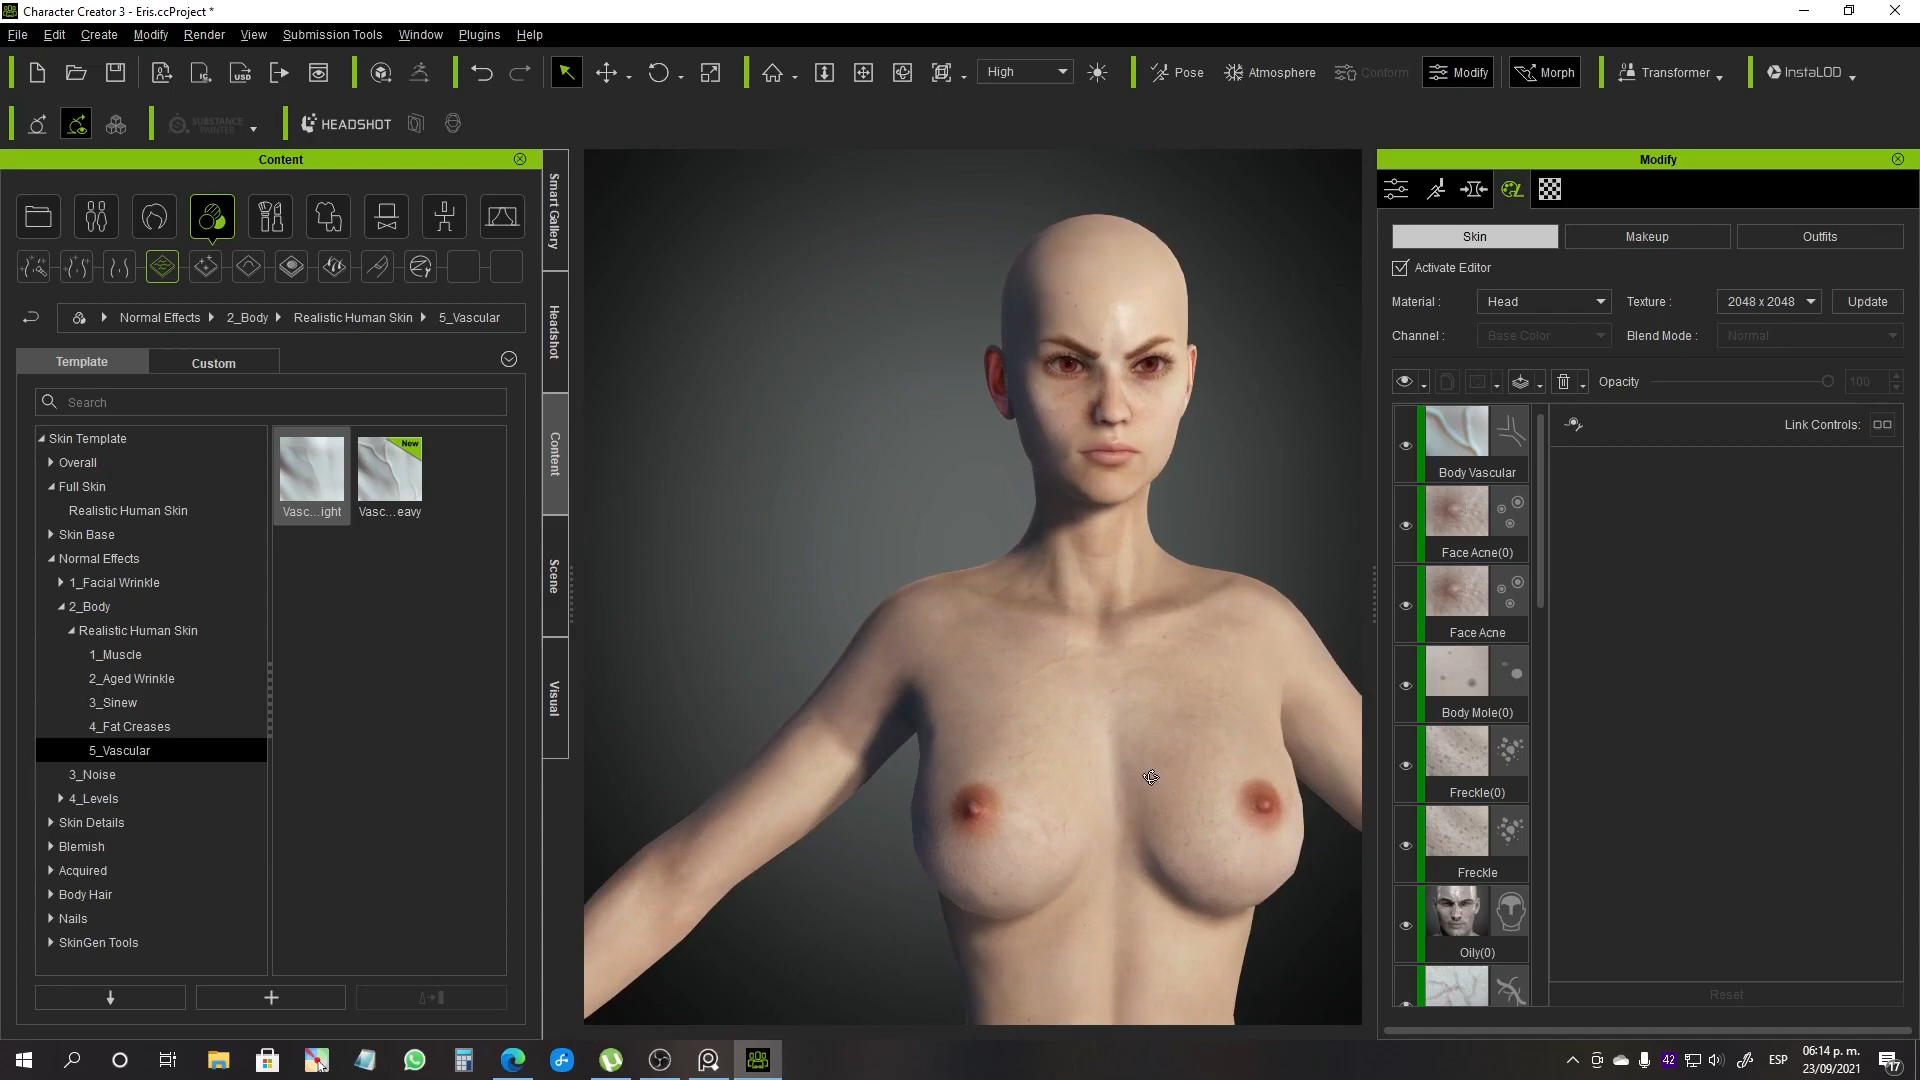 Character Creator 3 - Eris.ccProject *
File Edit Create Modify Render View Submission Tools Window Plugins Help
High Pose Atmosphere Conform Modify Morph Transformer InstaLOD
SUBSTANCE PAINTER HEADSHOT
Content
Normal Effects 2_Body Realistic Human Skin 5_Vascular
Template Custom
Search
Skin Template
Overall
Full Skin
Realistic Human Skin
Skin Base
Normal Effects
1_Facial Wrinkle
2_Body
Realistic Human Skin
1_Muscle
2_Aged Wrinkle
3_Sinew
4_Fat Creases
5_Vascular
3_Noise
4_Levels
Skin Details
Blemish
Acquired
Body Hair
Nails
SkinGen Tools
New
Vasc...ight Vasc...eavy
Smart Gallery
Headshot
Content
Scene
Visual
Modify
Skin Makeup Outfits
Activate Editor
Material : Head Texture : 2048 x 2048 Update
Channel : Base Color Blend Mode : Normal
Opacity 100
Link Controls:
Body Vascular
Face Acne(0)
Face Acne
Body Mole(0)
Freckle(0)
Freckle
Oily(0)
Reset
42 ESP 06:14 p. m.
23/09/2021 17